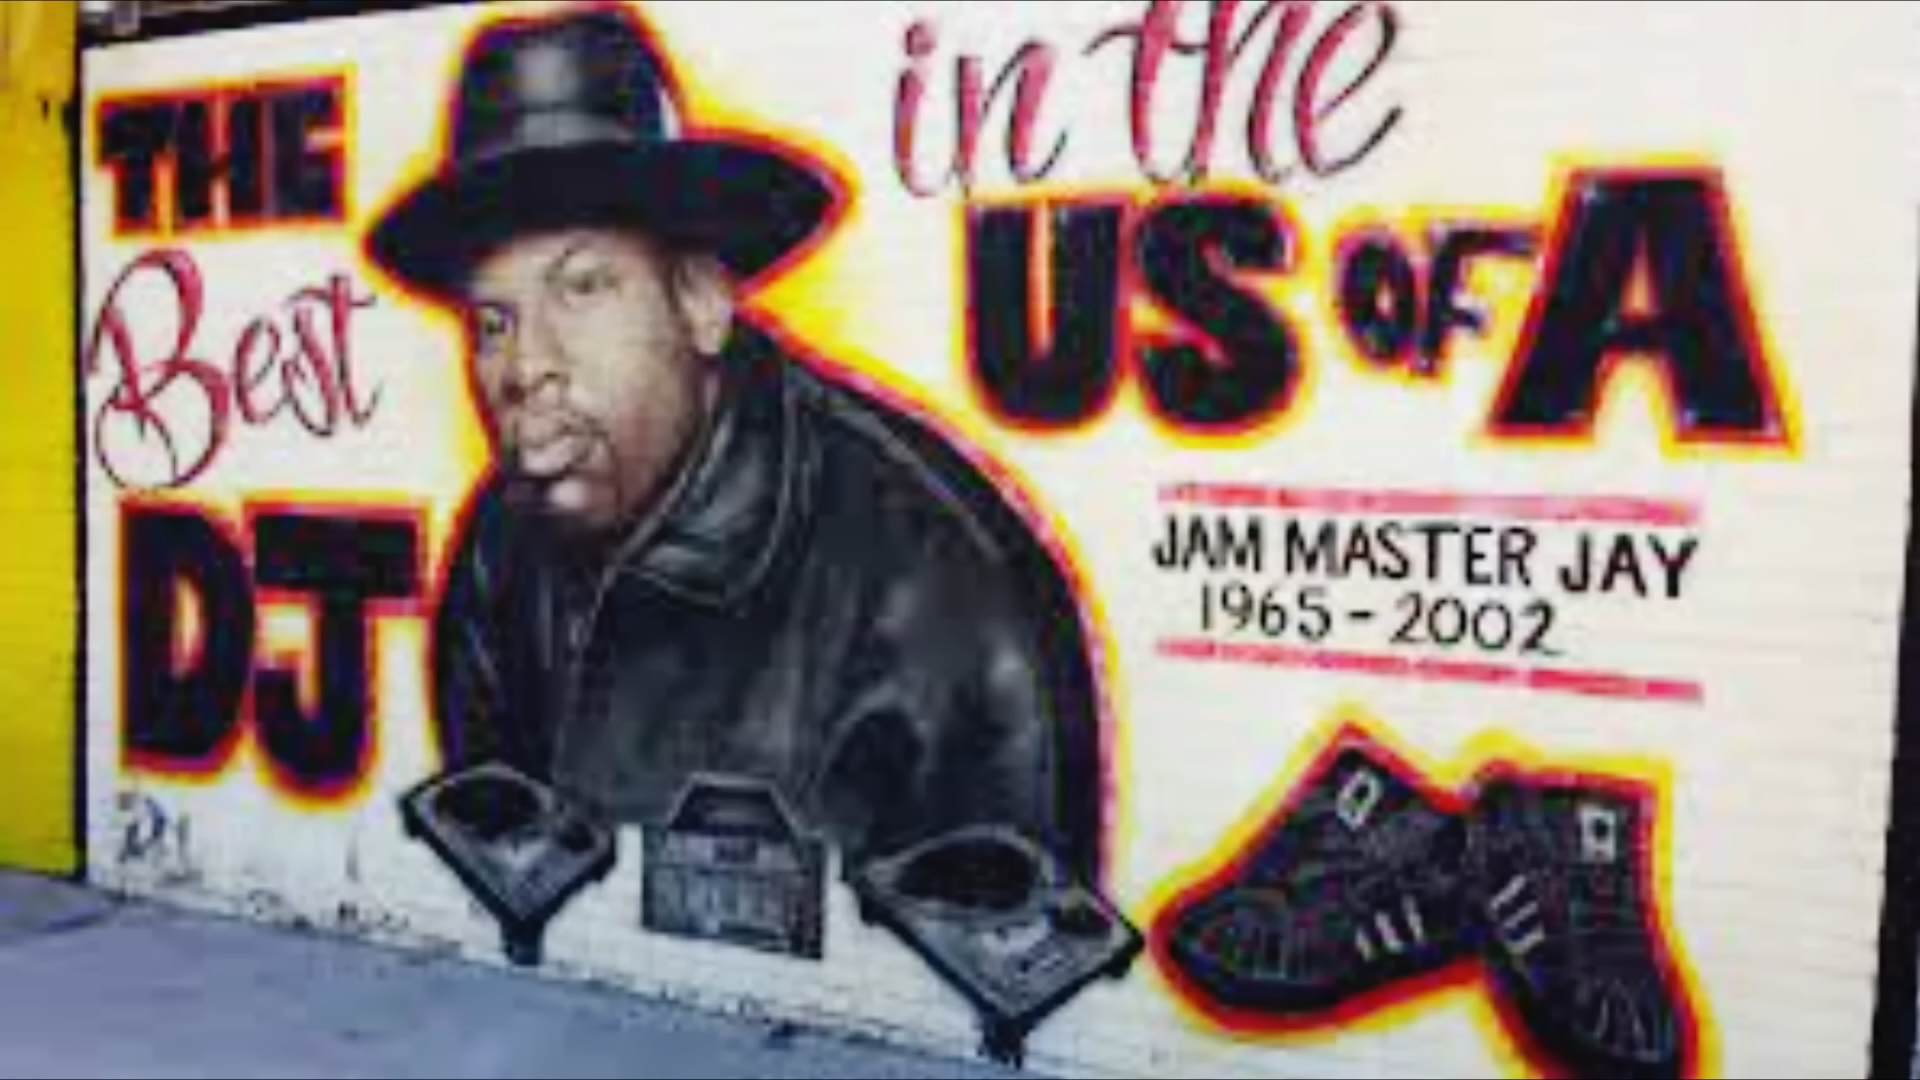 THE
Best
DJ
in the
US OF A
JAM MASTER JAY
1965-2002